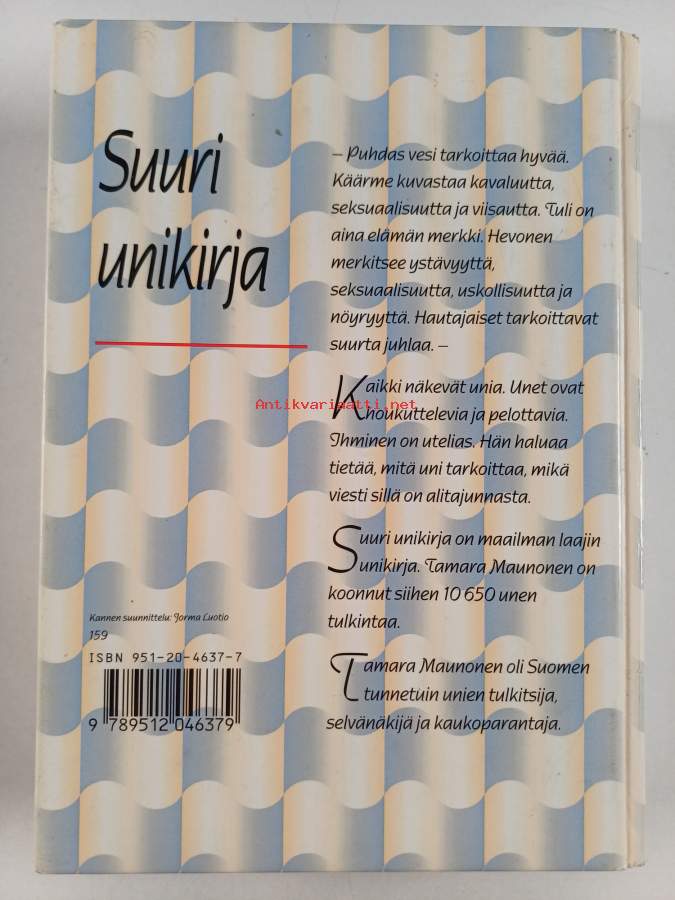 Suuri
unikirja
– Puhdas vesi tarkoittaa hyvää.
Käärme kuvastaa kavaluutta,
seksuaalisuutta ja viisautta. Tuli on
aina elämän merkki. Hevonen
merkitsee ystävyyttä,
seksuaalisuutta, uskollisuutta ja
nöyryyttä. Hautajaiset tarkoittavat
suurta juhlaa. –
Kaikki näkevät unia. Unet ovat
houkuttelevia ja pelottavia.
Ihminen on utelias. Hän haluaa
tietää, mitä uni tarkoittaa, mikä
viesti sillä on alitajunnasta.
Suuri unikirja on maailman laajin
unikirja. Tamara Maunonen on
koonnut siihen 10 650 unen
tulkintaa.
Tamara Maunonen oli Suomen
tunnetuin unien tulkitsija,
selvänäkijä ja kaukoparantaja.
Kannen suunnittelu: Jorma Luotio
159
ISBN 951-20-4637-7
9 789512 046379
Antikvariaatti.net